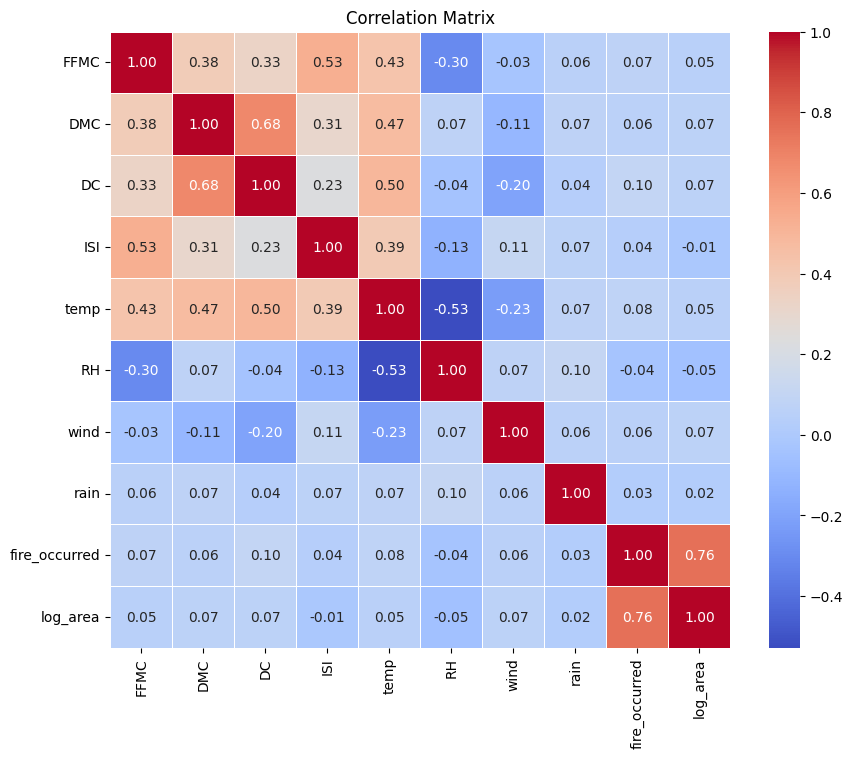 Correlation Matrix
FFMC 1.00 0.38 0.33 0.53 0.43 -0.30 -0.03 0.06 0.07 0.05
DMC 0.38 1.00 0.68 0.31 0.47 0.07 -0.11 0.07 0.06 0.07
DC 0.33 0.68 1.00 0.23 0.50 -0.04 -0.20 0.04 0.10 0.07
ISI 0.53 0.31 0.23 1.00 0.39 -0.13 0.11 0.07 0.04 -0.01
temp 0.43 0.47 0.50 0.39 1.00 -0.53 -0.23 0.07 0.08 0.05
RH -0.30 0.07 -0.04 -0.13 -0.53 1.00 0.07 0.10 -0.04 -0.05
wind -0.03 -0.11 -0.20 0.11 -0.23 0.07 1.00 0.06 0.06 0.07
rain 0.06 0.07 0.04 0.07 0.07 0.10 0.06 1.00 0.03 0.02
fire_occurred 0.07 0.06 0.10 0.04 0.08 -0.04 0.06 0.03 1.00 0.76
log_area 0.05 0.07 0.07 -0.01 0.05 -0.05 0.07 0.02 0.76 1.00
FFMC DMC DC ISI temp RH wind rain fire_occurred log_area
1.0
0.8
0.6
0.4
0.2
0.0
−0.2
−0.4